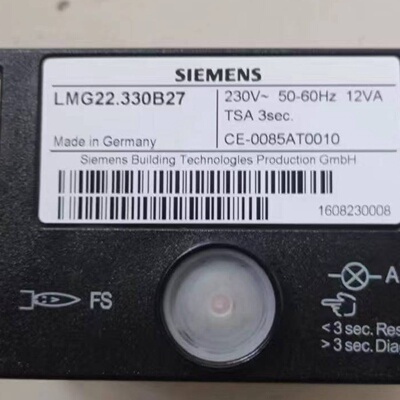 SIEMENS
LMG22.330B27
230V~ 50-60Hz 12VA
TSA 3sec.
Made in Germany
CE-0085AT0010
Siemens Building Technologies Production GmbH
1608230008
FS
A
< 3 sec. Res
> 3 sec. Dia